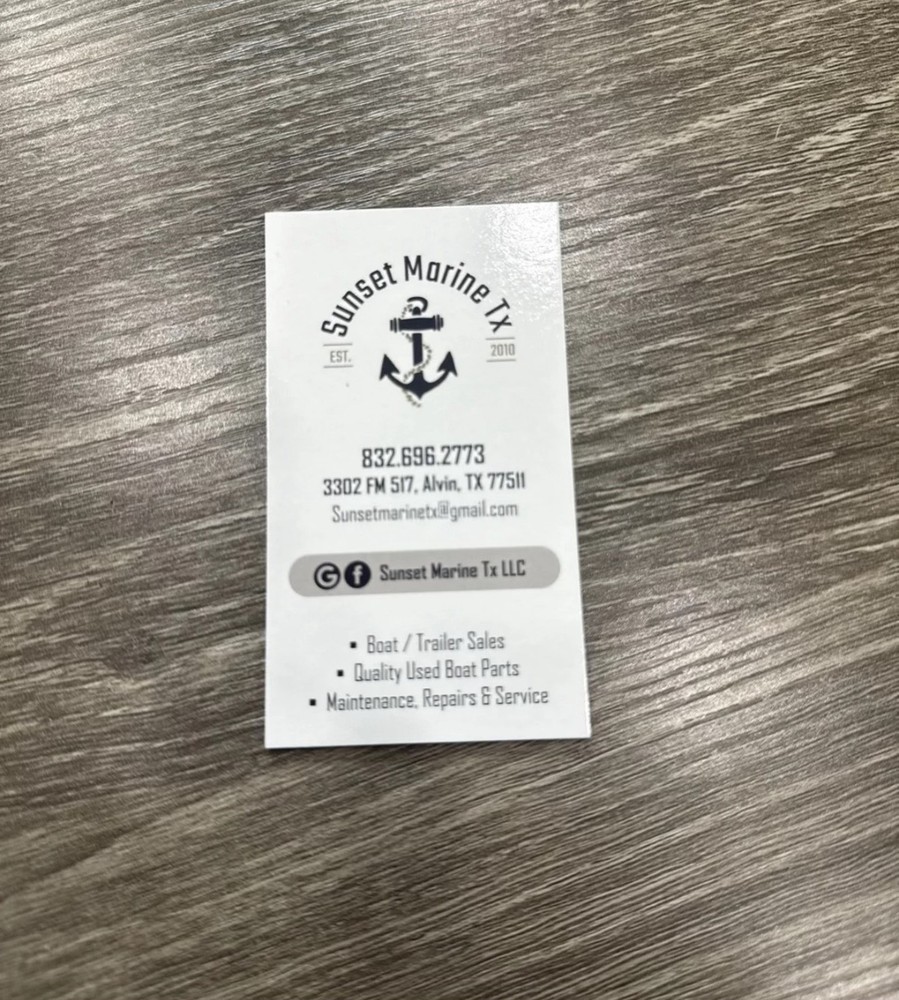 Sunset Marine Tx
EST. 2010
832.696.2773
3302 FM 517, Alvin, TX 77511
Sunsetmarinetx@gmail.com
G f Sunset Marine Tx LLC
▪ Boat / Trailer Sales
▪ Quality Used Boat Parts
▪ Maintenance, Repairs & Service